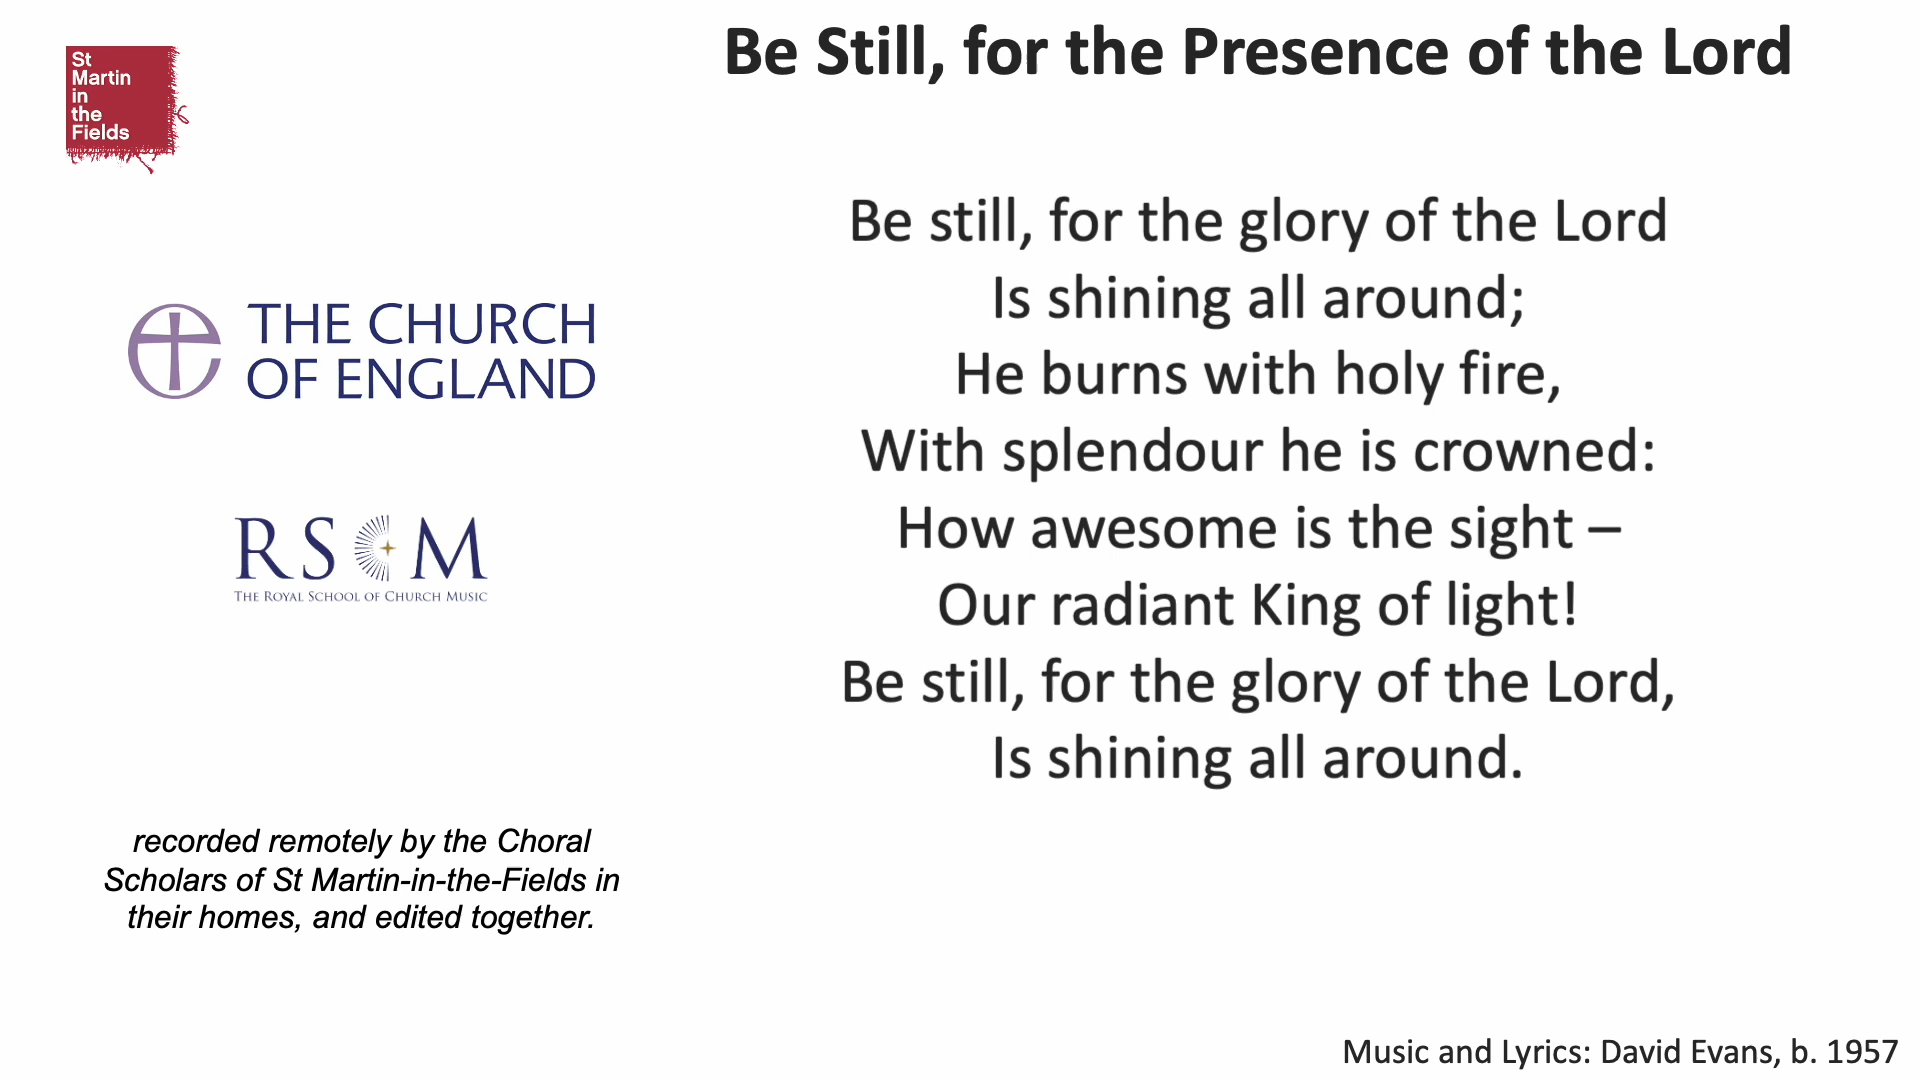 Be Still, for the Presence of the Lord
St
Martin
in
the
Fields
THE CHURCH
OF ENGLAND
RSCM
THE ROYAL SCHOOL OF CHURCH MUSIC
recorded remotely by the Choral
Scholars of St Martin-in-the-Fields in
their homes, and edited together.
Be still, for the glory of the Lord
Is shining all around;
He burns with holy fire,
With splendour he is crowned:
How awesome is the sight –
Our radiant King of light!
Be still, for the glory of the Lord,
Is shining all around.
Music and Lyrics: David Evans, b. 1957